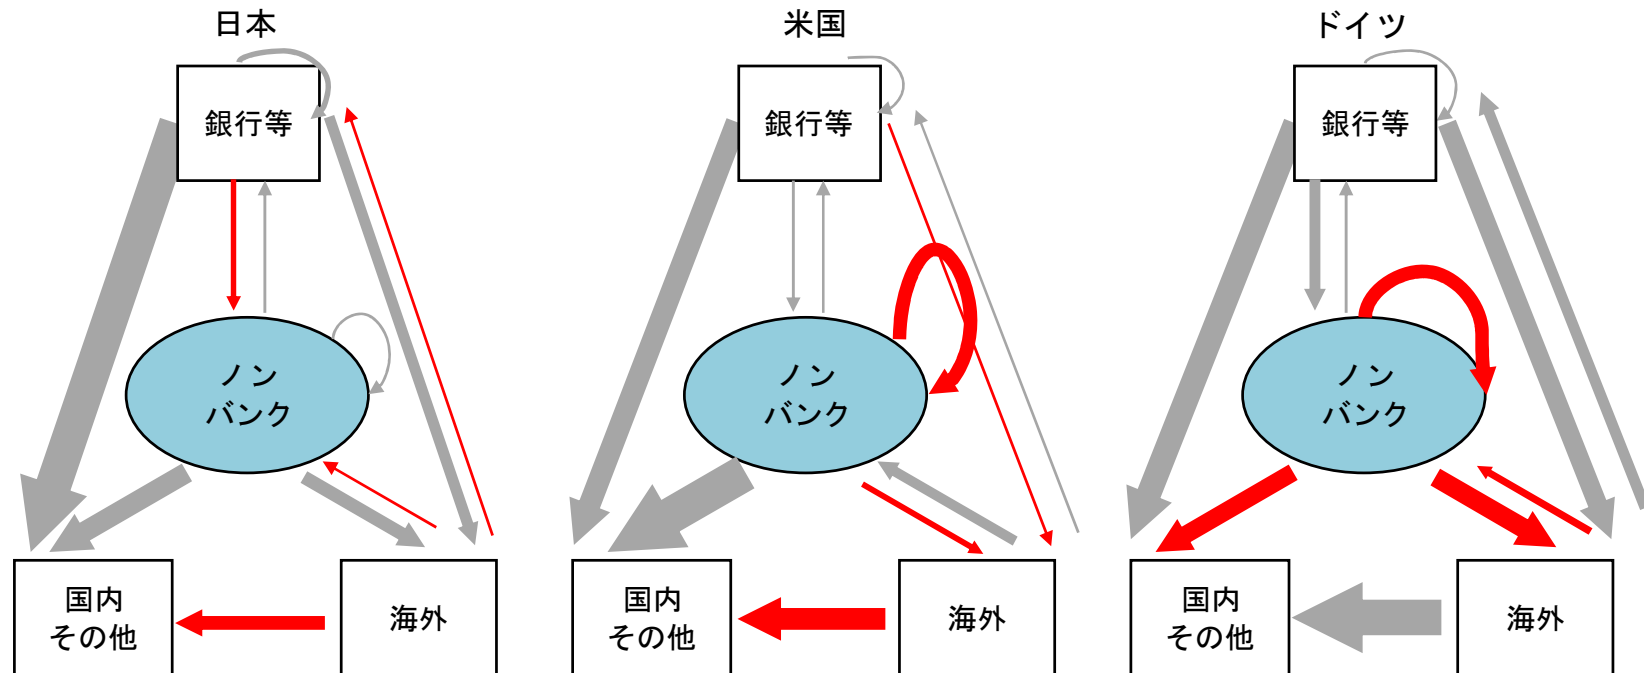 日本
米国
ドイツ
銀行等
銀行等
銀行等
ノン
バンク
ノン
バンク
ノン
バンク
国内
その他
海外
国内
その他
海外
国内
その他
海外